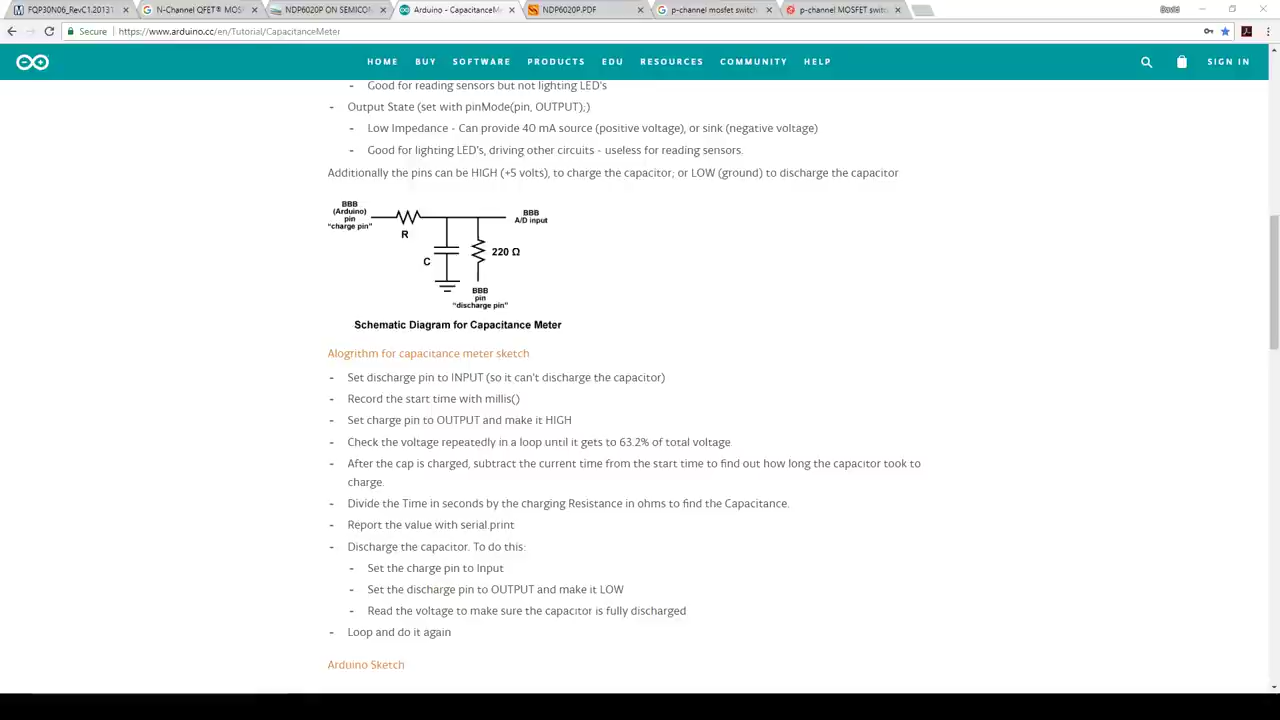 FQP30N06_RevC1.20131
N-Channel QFET® MOS
NDP6020P ON SEMICON
Arduino - CapacitanceMe
NDP6020P.PDF
p-channel mosfet switch
p-channel MOSFET switc
David
Secure
https://www.arduino.cc/en/Tutorial/CapacitanceMeter
HOME BUY SOFTWARE PRODUCTS EDU RESOURCES COMMUNITY HELP
SIGN IN
- Good for reading sensors but not lighting LED's
- Output State (set with pinMode(pin, OUTPUT);)
- Low Impedance - Can provide 40 mA source (positive voltage), or sink (negative voltage)
- Good for lighting LED's, driving other circuits - useless for reading sensors.
Additionally the pins can be HIGH (+5 volts), to charge the capacitor; or LOW (ground) to discharge the capacitor
BBB
(Arduino)
pin
"charge pin"
R
BBB
A/D input
C
220 Ω
BBB
pin
"discharge pin"
Schematic Diagram for Capacitance Meter
Alogrithm for capacitance meter sketch
- Set discharge pin to INPUT (so it can't discharge the capacitor)
- Record the start time with millis()
- Set charge pin to OUTPUT and make it HIGH
- Check the voltage repeatedly in a loop until it gets to 63.2% of total voltage.
- After the cap is charged, subtract the current time from the start time to find out how long the capacitor took to
charge.
- Divide the Time in seconds by the charging Resistance in ohms to find the Capacitance.
- Report the value with serial.print
- Discharge the capacitor. To do this:
- Set the charge pin to Input
- Set the discharge pin to OUTPUT and make it LOW
- Read the voltage to make sure the capacitor is fully discharged
- Loop and do it again
Arduino Sketch